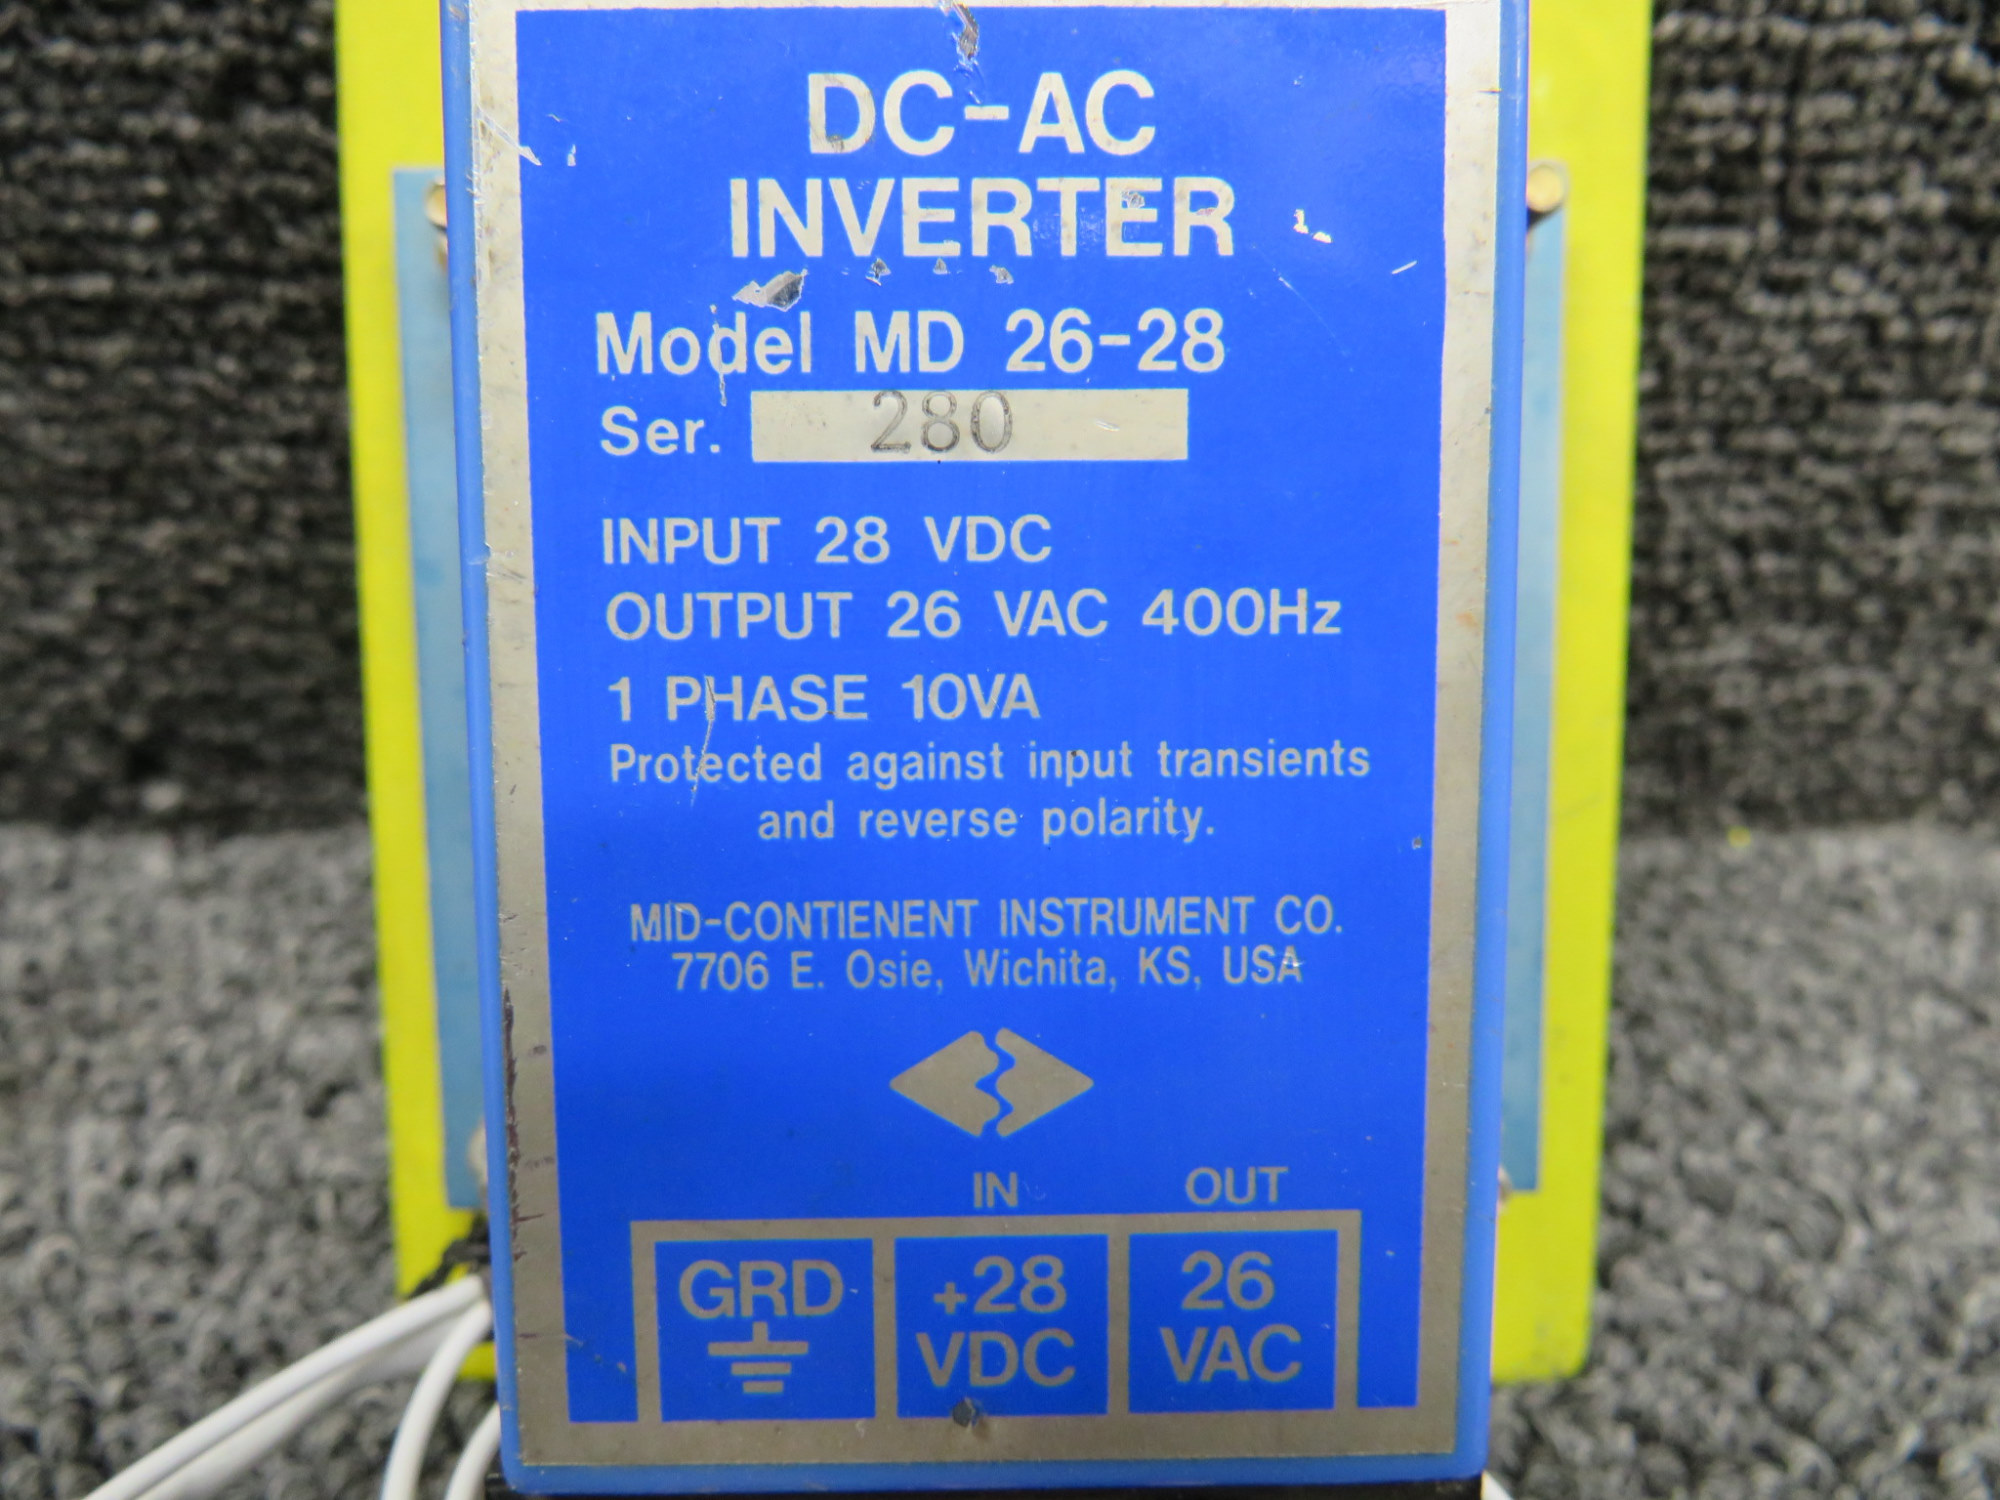 DC-AC
INVERTER
Model MD 26-28
Ser. 280
INPUT 28 VDC
OUTPUT 26 VAC 400Hz
1 PHASE 10VA
Protected against input transients
and reverse polarity.
MID-CONTIENENT INSTRUMENT CO.
7706 E. Osie, Wichita, KS, USA
IN OUT
GRD +28 26
VDC VAC